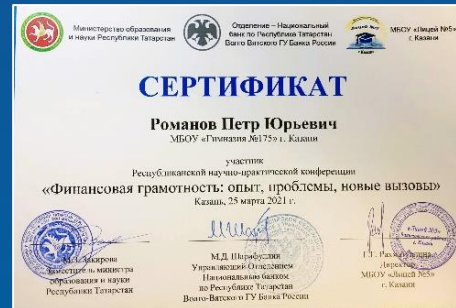 Министерство образования
и науки Республики Татарстан
Отделение – Национальный
банк по Республике Татарстан
Волго-Вятского ГУ Банка России
МБОУ «Лицей №5»
г. Казани
СЕРТИФИКАТ
Романов Петр Юрьевич
МБОУ «Гимназия №175» г. Казани
участник
Республиканской научно-практической конференции
«Финансовая грамотность: опыт, проблемы, новые вызовы»
Казань, 25 марта 2021 г.
Заместитель министра
образования и науки
Республики Татарстан
М.Д. Шарафуллин
Управляющий Отделением
Национальным банком
по Республике Татарстан
Волго-Вятского ГУ Банка России
Директор
МБОУ «Лицей №5»
г. Казани